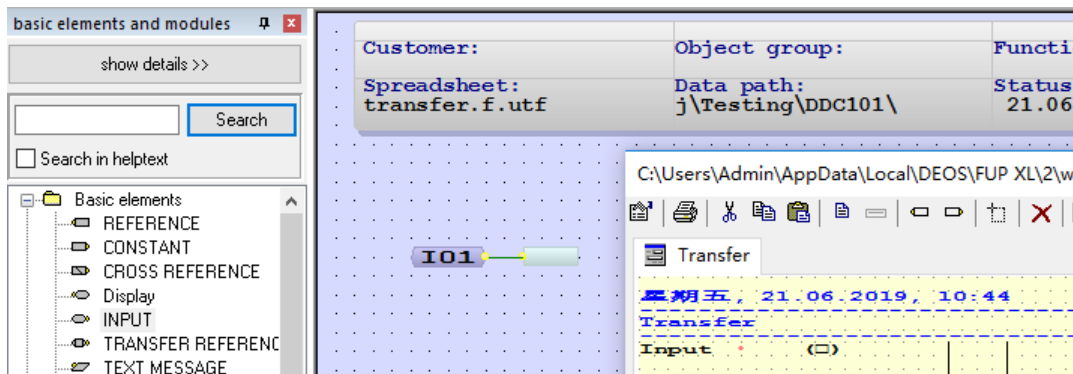 basic elements and modules
show details >>
Search
Search in helptext
Basic elements
REFERENCE
CONSTANT
CROSS REFERENCE
Display
INPUT
TRANSFER REFERENC
TEXT MESSAGE
Customer:
Object group:
Functi
Spreadsheet:
Data path:
Status
transfer.f.utf
j\Testing\DDC101\
21.06
IO1
C:\Users\Admin\AppData\Local\DEOS\FUP XL\2\w
Transfer
星期五, 21.06.2019, 10:44
Transfer
Input * (□)